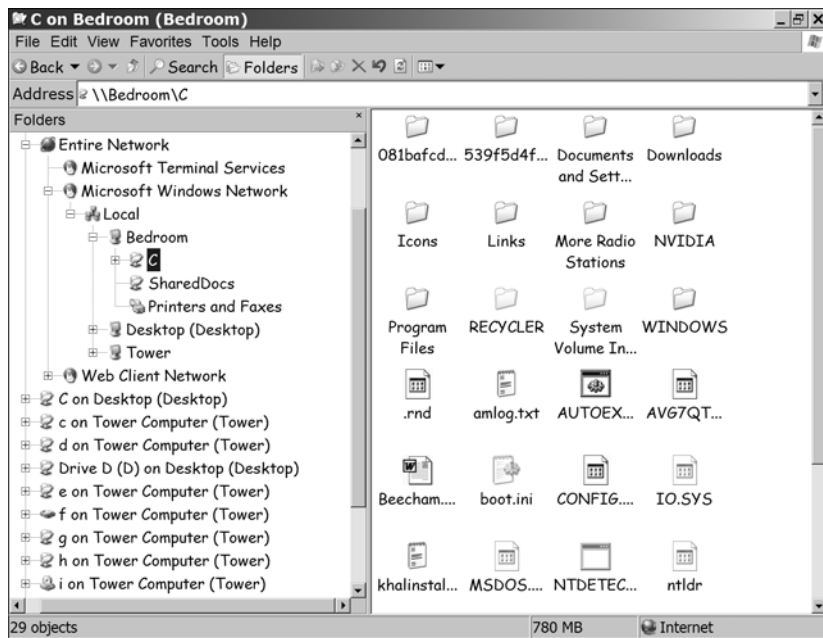 C on Bedroom (Bedroom)
File Edit View Favorites Tools Help
Back Search Folders
Address \\Bedroom\C
Folders
Entire Network
Microsoft Terminal Services
Microsoft Windows Network
Local
Bedroom
C
SharedDocs
Printers and Faxes
Desktop (Desktop)
Tower
Web Client Network
C on Desktop (Desktop)
c on Tower Computer (Tower)
d on Tower Computer (Tower)
Drive D (D) on Desktop (Desktop)
e on Tower Computer (Tower)
f on Tower Computer (Tower)
g on Tower Computer (Tower)
h on Tower Computer (Tower)
i on Tower Computer (Tower)
081bafcd... 539f5d4f... Documents and Sett... Downloads
Icons Links More Radio Stations NVIDIA
Program Files RECYCLER System Volume In... WINDOWS
.rnd amlog.txt AUTOEX... AVG7QT...
Beecham.... boot.ini CONFIG.... IO.SYS
khalinstal... MSDOS.... NTDETEC... ntldr
29 objects 780 MB Internet